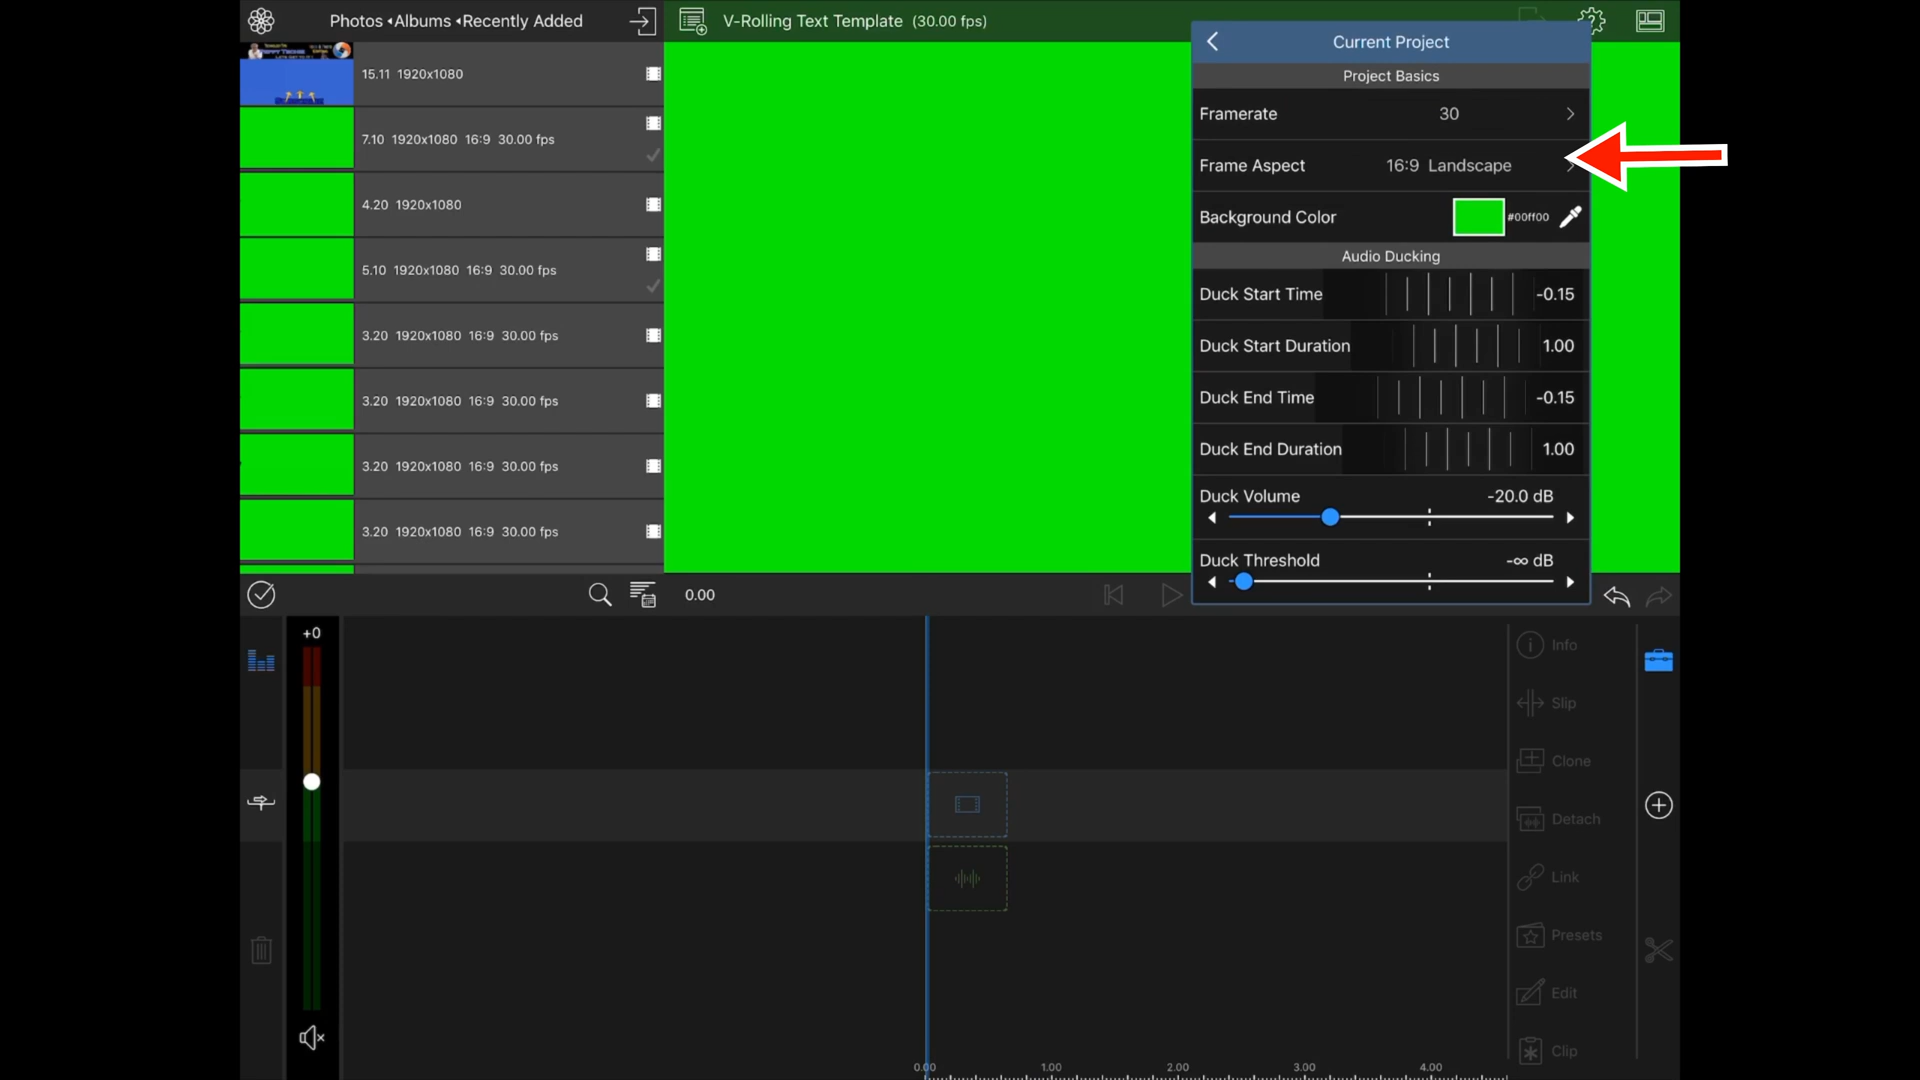 Photos ◂Albums ◂Recently Added
V-Rolling Text Template (30.00 fps)
15.11 1920x1080
7.10 1920x1080 16:9 30.00 fps
4.20 1920x1080
5.10 1920x1080 16:9 30.00 fps
3.20 1920x1080 16:9 30.00 fps
3.20 1920x1080 16:9 30.00 fps
3.20 1920x1080 16:9 30.00 fps
3.20 1920x1080 16:9 30.00 fps
Current Project
Project Basics
Framerate 30
Frame Aspect 16:9 Landscape
Background Color #00ff00
Audio Ducking
Duck Start Time -0.15
Duck Start Duration 1.00
Duck End Time -0.15
Duck End Duration 1.00
Duck Volume -20.0 dB
Duck Threshold -∞ dB
0.00
+0
Info
Slip
Clone
Detach
Link
Presets
Edit
Clip
0.00 1.00 2.00 3.00 4.00